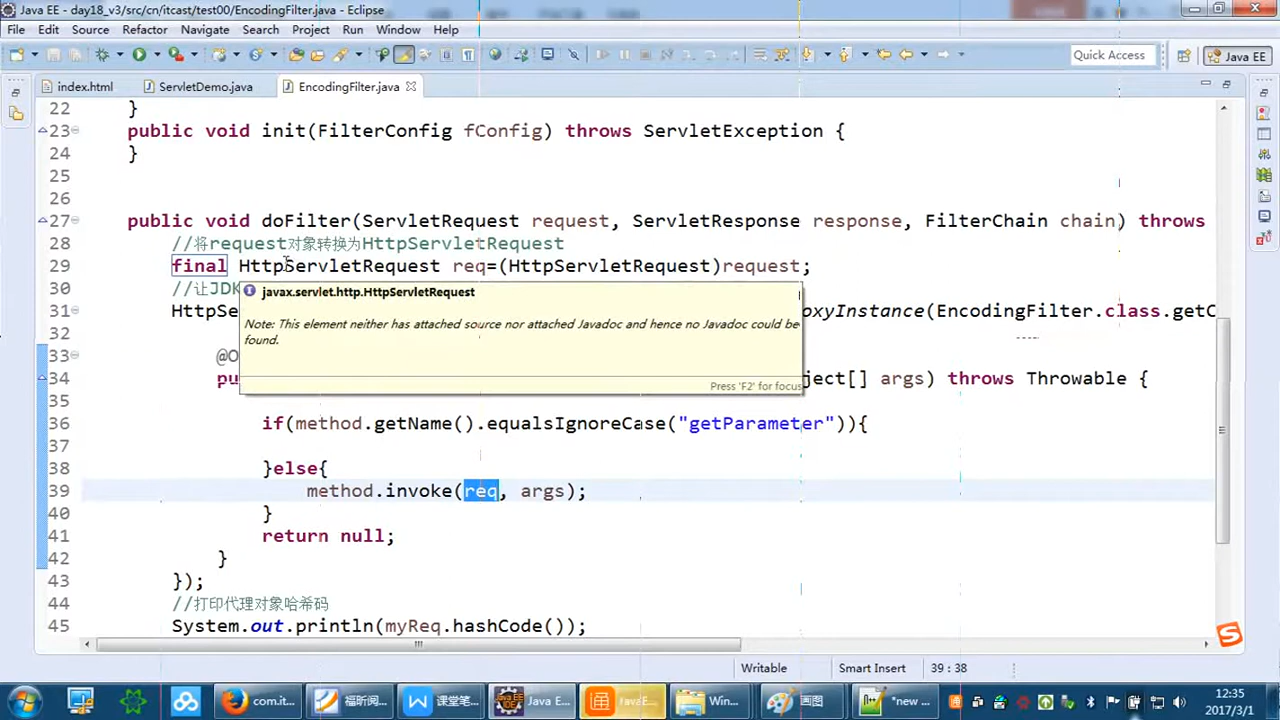 Java EE - day18_v3/src/cn/itcast/test00/EncodingFilter.java - Eclipse
File Edit Source Refactor Navigate Search Project Run Window Help
Quick Access
Java EE
index.html ServletDemo.java EncodingFilter.java
22 }
23 public void init(FilterConfig fConfig) throws ServletException {
24 }
25
26
27 public void doFilter(ServletRequest request, ServletResponse response, FilterChain chain) throws
28 //将request对象转换为HttpServletRequest
29 final HttpServletRequest req=(HttpServletRequest)request;
30 //让JDK
javax.servlet.http.HttpServletRequest
31 HttpSe oxyInstance(EncodingFilter.class.getC
Note: This element neither has attached source nor attached Javadoc and hence no Javadoc could be
found.
32
33 @O
34 pu ject[] args) throws Throwable {
Press 'F2' for focus
35
36 if(method.getName().equalsIgnoreCase("getParameter")){
37
38 }else{
39 method.invoke(req, args);
40 }
41 return null;
42 }
43 });
44 //打印代理对象哈希码
45 System.out.println(myReq.hashCode());
Writable Smart Insert 39 : 38
com.it... 福昕阅... 课堂笔... Java E... javaE... Win... 画图 *new ...
12:35
2017/3/1